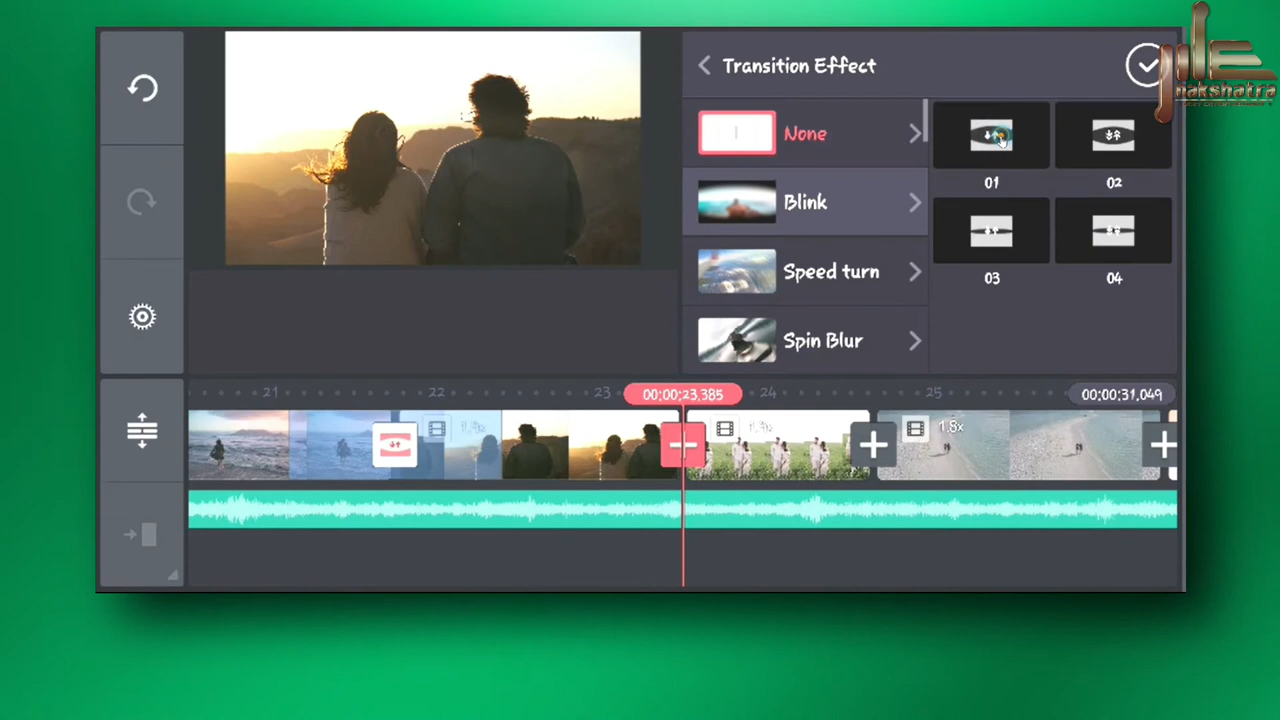 Transition Effect
None
Blink
Speed turn
Spin Blur
01
02
03
04
nakshatra
21
22
23
00:00:23.385
24
25
00:00:31.049
1.8x